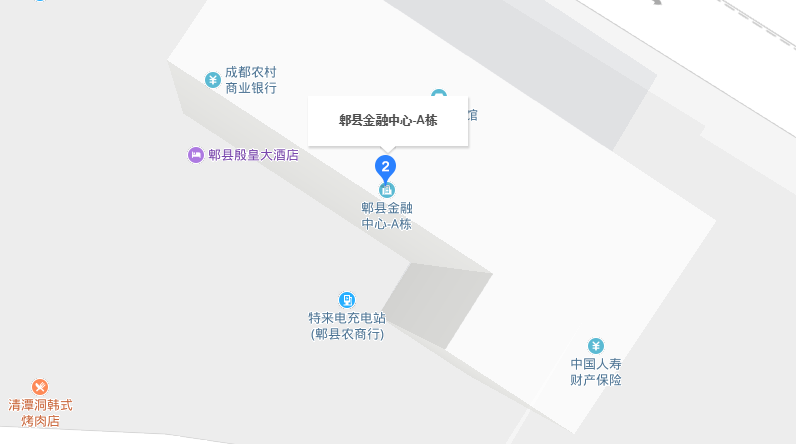 成都农村
商业银行
馆
郫县金融中心-A栋
郫县殷皇大酒店
2
郫县金融
中心-A栋
特来电充电站
(郫县农商行)
中国人寿
财产保险
清潭洞韩式
烤肉店